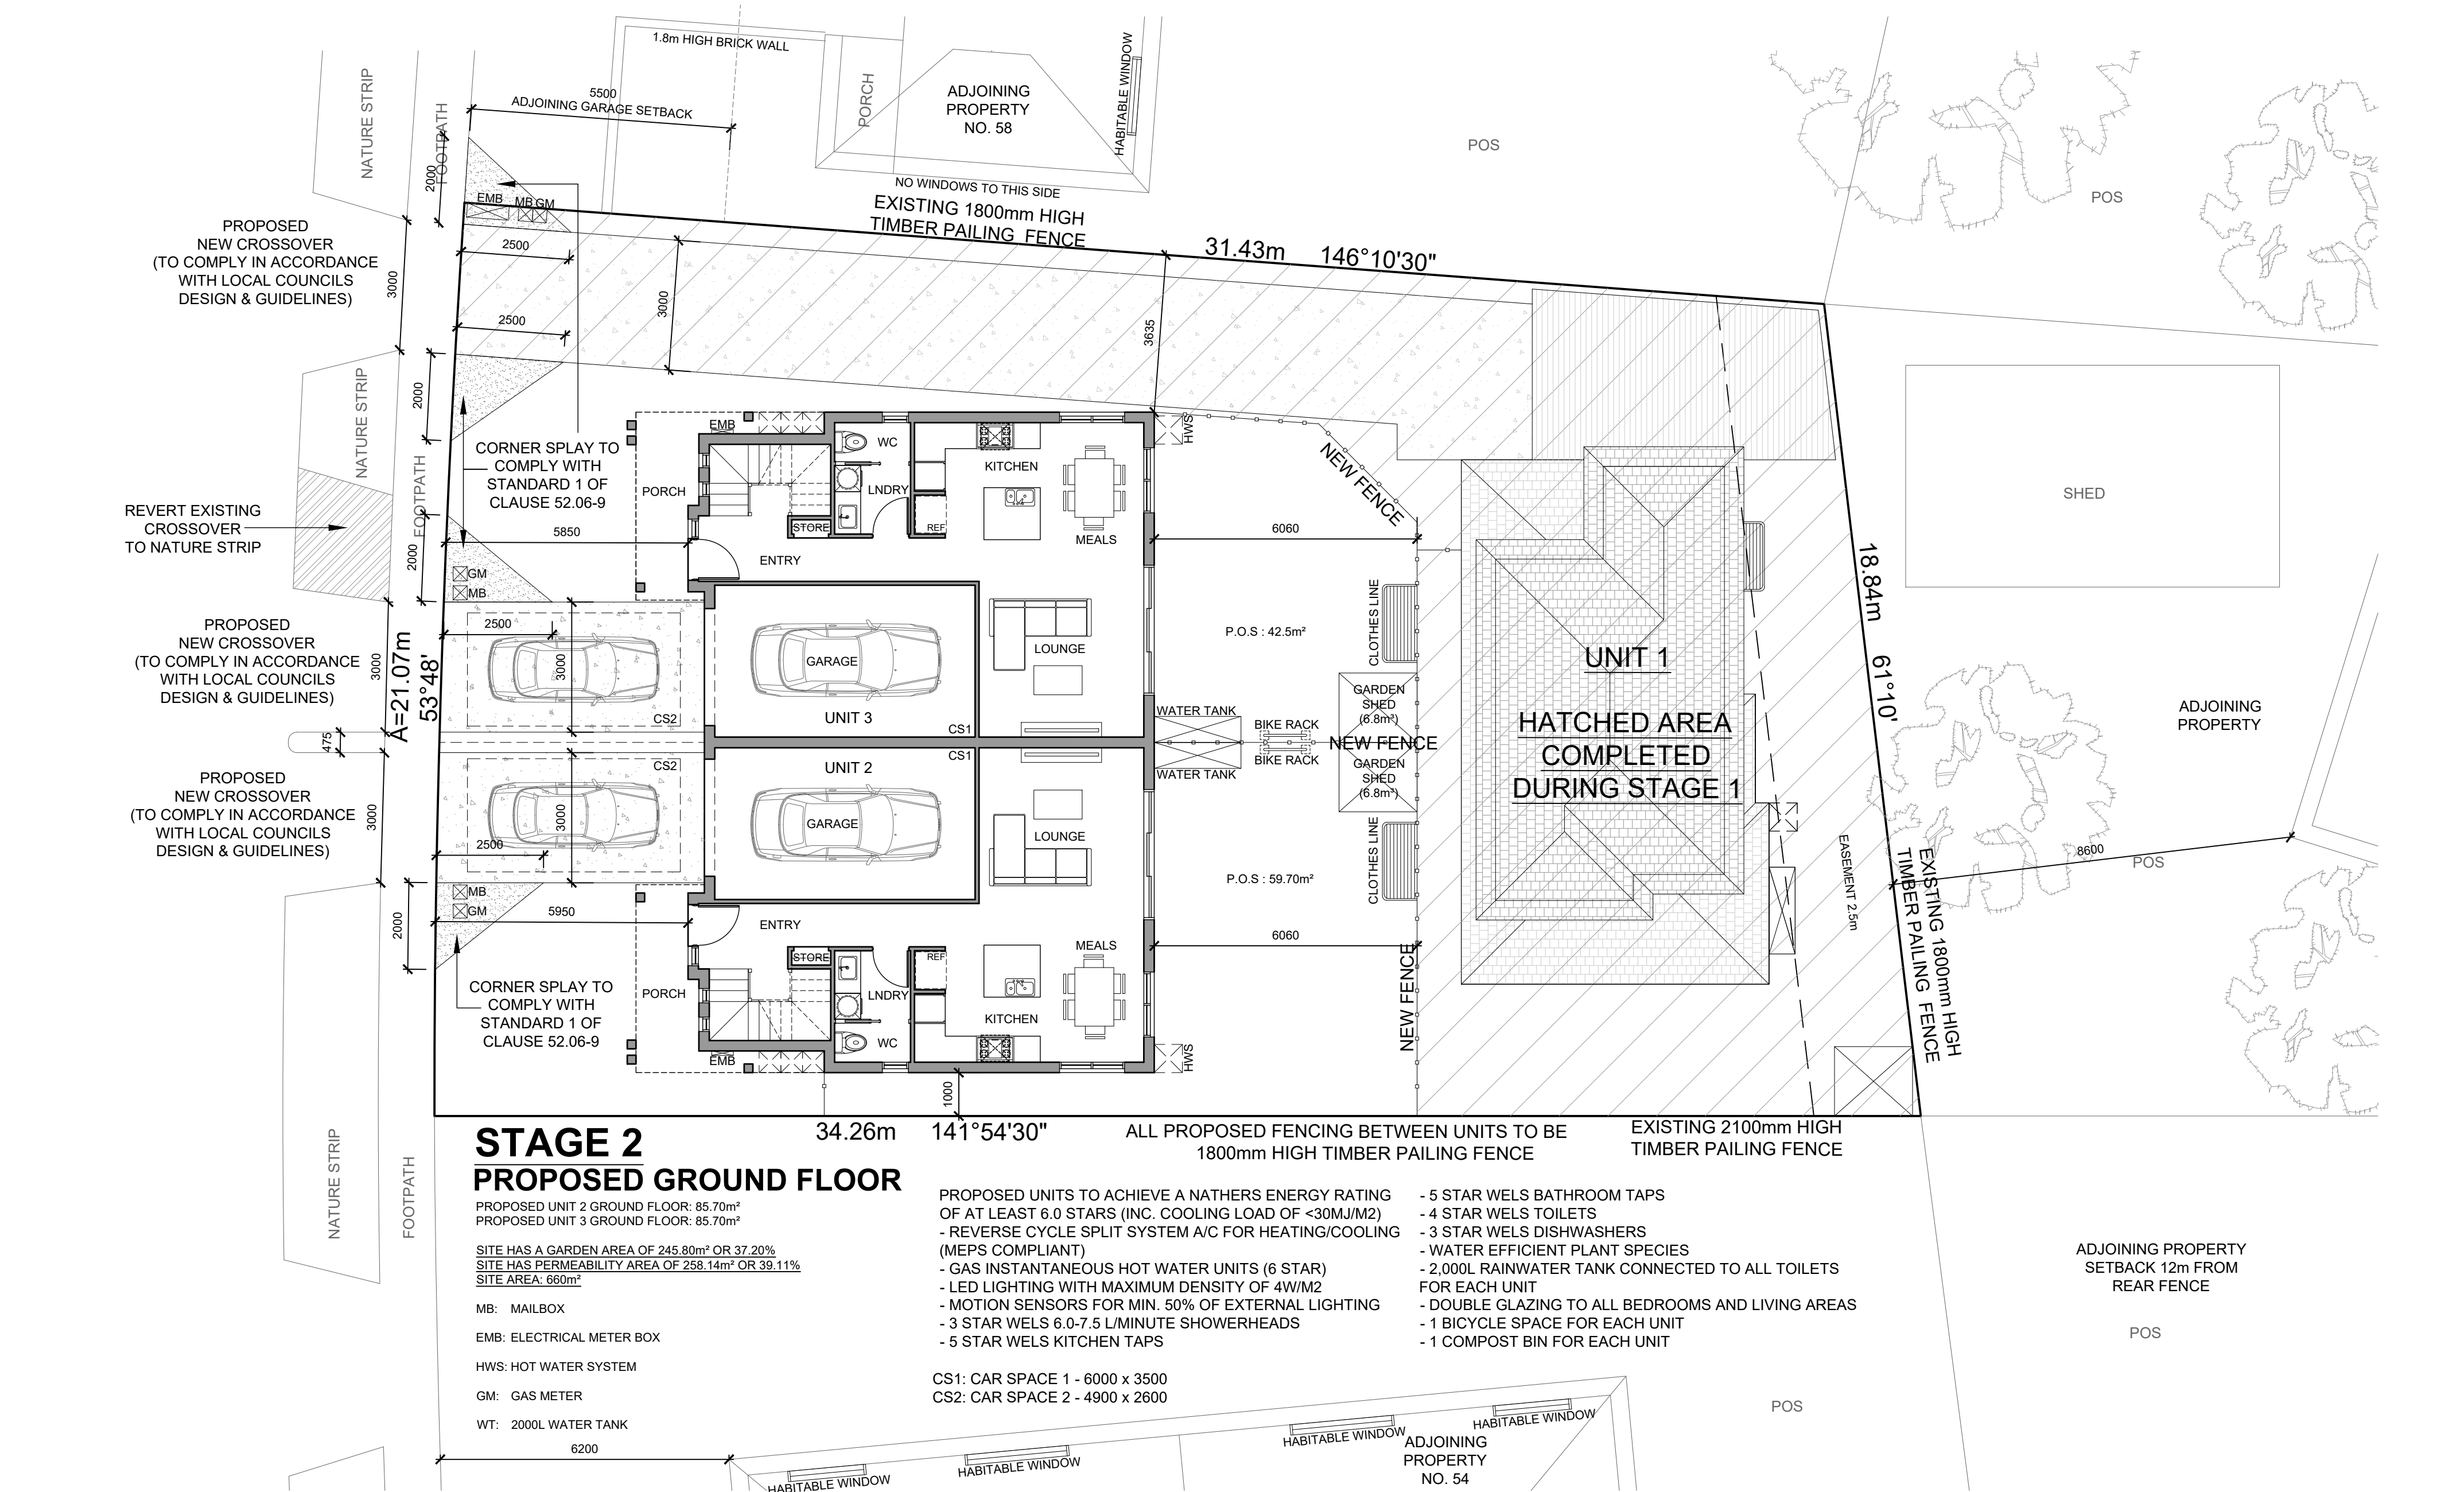 1.8m HIGH BRICK WALL
5500
ADJOINING GARAGE SETBACK
NATURE STRIP
FOOTPATH
PORCH
ADJOINING
PROPERTY
NO. 58
HABITABLE WINDOW
POS
POS
2000
NO WINDOWS TO THIS SIDE
EXISTING 1800mm HIGH
TIMBER PAILING  FENCE
31.43m    146°10'30"
EMB
MB
GM
2500
PROPOSED
NEW CROSSOVER
(TO COMPLY IN ACCORDANCE
WITH LOCAL COUNCILS
DESIGN & GUIDELINES)
3000
2500
3000
3635
NATURE STRIP
2000
FOOTPATH
CORNER SPLAY TO
COMPLY WITH
STANDARD 1 OF
CLAUSE 52.06-9
REVERT EXISTING
CROSSOVER
TO NATURE STRIP
2000
5850
EMB
PORCH
WC
LNDRY
STORE
REF
KITCHEN
MEALS
ENTRY
HWS
NEW FENCE
6060
SHED
18.84m    61°10'
GM
MB
PROPOSED
NEW CROSSOVER
(TO COMPLY IN ACCORDANCE
WITH LOCAL COUNCILS
DESIGN & GUIDELINES)
3000
A=21.07m
53°48'
2500
3000
CS2
GARAGE
UNIT 3
CS1
LOUNGE
P.O.S : 42.5m²
CLOTHES LINE
GARDEN
SHED
(6.8m²)
WATER TANK
BIKE RACK
NEW FENCE
BIKE RACK
WATER TANK
GARDEN
SHED
(6.8m²)
UNIT 1
HATCHED AREA
COMPLETED
DURING STAGE 1
ADJOINING
PROPERTY
475
PROPOSED
NEW CROSSOVER
(TO COMPLY IN ACCORDANCE
WITH LOCAL COUNCILS
DESIGN & GUIDELINES)
3000
CS2
3000
2500
CS1
UNIT 2
GARAGE
LOUNGE
P.O.S : 59.70m²
CLOTHES LINE
EASEMENT 2.5m
EXISTING 1800mm HIGH
TIMBER PAILING  FENCE
8600
POS
MB
GM
2000
5950
ENTRY
STORE
REF
MEALS
6060
NEW FENCE
CORNER SPLAY TO
COMPLY WITH
STANDARD 1 OF
CLAUSE 52.06-9
PORCH
LNDRY
WC
KITCHEN
EMB
HWS
1000
34.26m    141°54'30"
ALL PROPOSED FENCING BETWEEN UNITS TO BE
1800mm HIGH TIMBER PAILING FENCE
EXISTING 2100mm HIGH
TIMBER PAILING FENCE
NATURE STRIP
FOOTPATH
STAGE 2
PROPOSED GROUND FLOOR
PROPOSED UNIT 2 GROUND FLOOR: 85.70m²
PROPOSED UNIT 3 GROUND FLOOR: 85.70m²
SITE HAS A GARDEN AREA OF 245.80m² OR 37.20%
SITE HAS PERMEABILITY AREA OF 258.14m² OR 39.11%
SITE AREA: 660m²
MB:   MAILBOX
EMB:  ELECTRICAL METER BOX
HWS: HOT WATER SYSTEM
GM:   GAS METER
WT:   2000L WATER TANK
PROPOSED UNITS TO ACHIEVE A NATHERS ENERGY RATING
OF AT LEAST 6.0 STARS (INC. COOLING LOAD OF <30MJ/M2)
- REVERSE CYCLE SPLIT SYSTEM A/C FOR HEATING/COOLING
(MEPS COMPLIANT)
- GAS INSTANTANEOUS HOT WATER UNITS (6 STAR)
- LED LIGHTING WITH MAXIMUM DENSITY OF 4W/M2
- MOTION SENSORS FOR MIN. 50% OF EXTERNAL LIGHTING
- 3 STAR WELS 6.0-7.5 L/MINUTE SHOWERHEADS
- 5 STAR WELS KITCHEN TAPS
- 5 STAR WELS BATHROOM TAPS
- 4 STAR WELS TOILETS
- 3 STAR WELS DISHWASHERS
- WATER EFFICIENT PLANT SPECIES
- 2,000L RAINWATER TANK CONNECTED TO ALL TOILETS
FOR EACH UNIT
- DOUBLE GLAZING TO ALL BEDROOMS AND LIVING AREAS
- 1 BICYCLE SPACE FOR EACH UNIT
- 1 COMPOST BIN FOR EACH UNIT
CS1: CAR SPACE 1 - 6000 x 3500
CS2: CAR SPACE 2 - 4900 x 2600
ADJOINING PROPERTY
SETBACK 12m FROM
REAR FENCE
POS
POS
6200
HABITABLE WINDOW
HABITABLE WINDOW
HABITABLE WINDOW
HABITABLE WINDOW
ADJOINING
PROPERTY
NO. 54